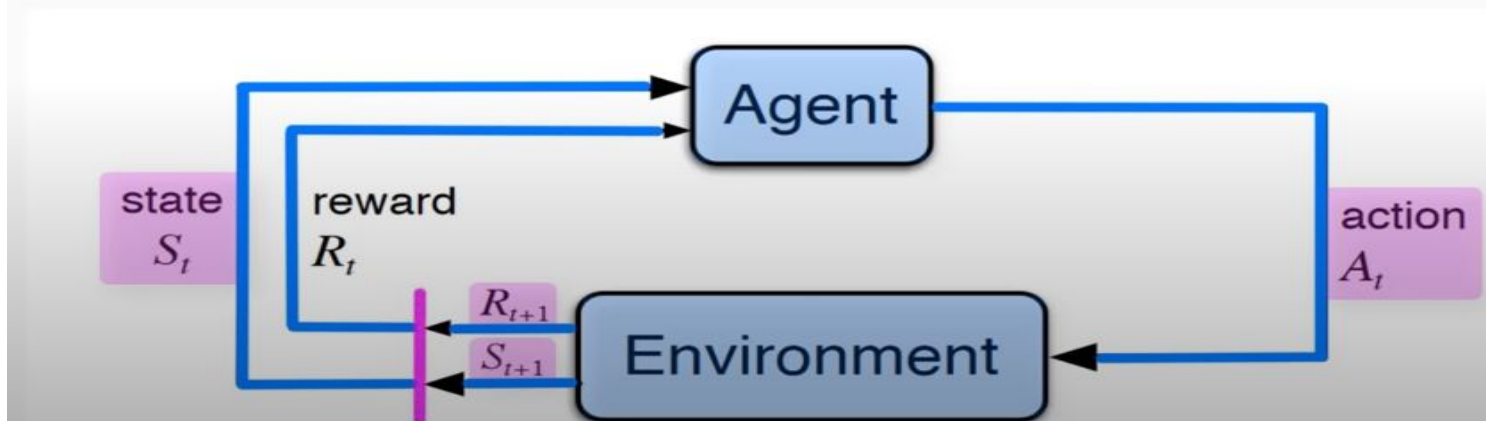 Agent
state
S_t
reward
R_t
action
A_t
R_{t+1}
S_{t+1}
Environment